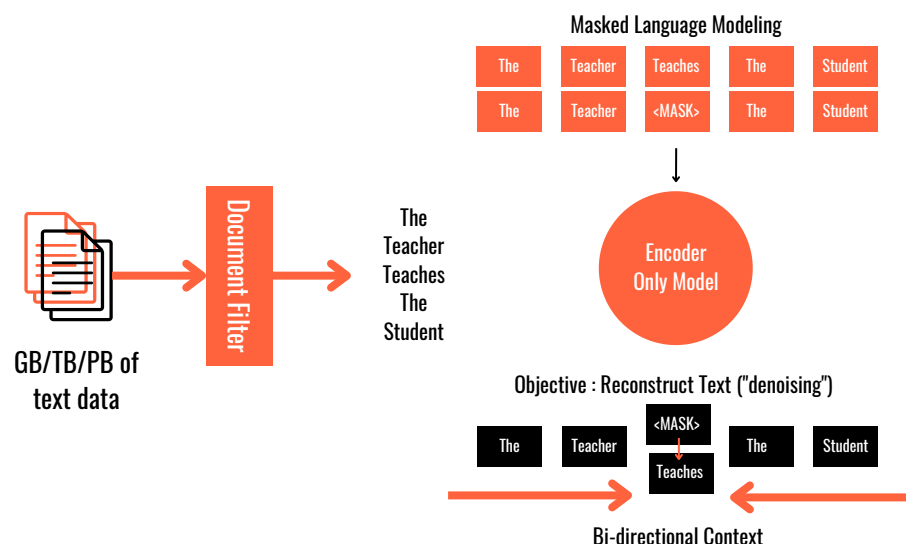 Masked Language Modeling
The Teacher Teaches The Student
The Teacher <MASK> The Student
Document Filter
The
Teacher
Teaches
The
Student
Encoder
Only Model
GB/TB/PB of
text data
Objective : Reconstruct Text ("denoising")
<MASK>
The Teacher The Student
Teaches
Bi-directional Context